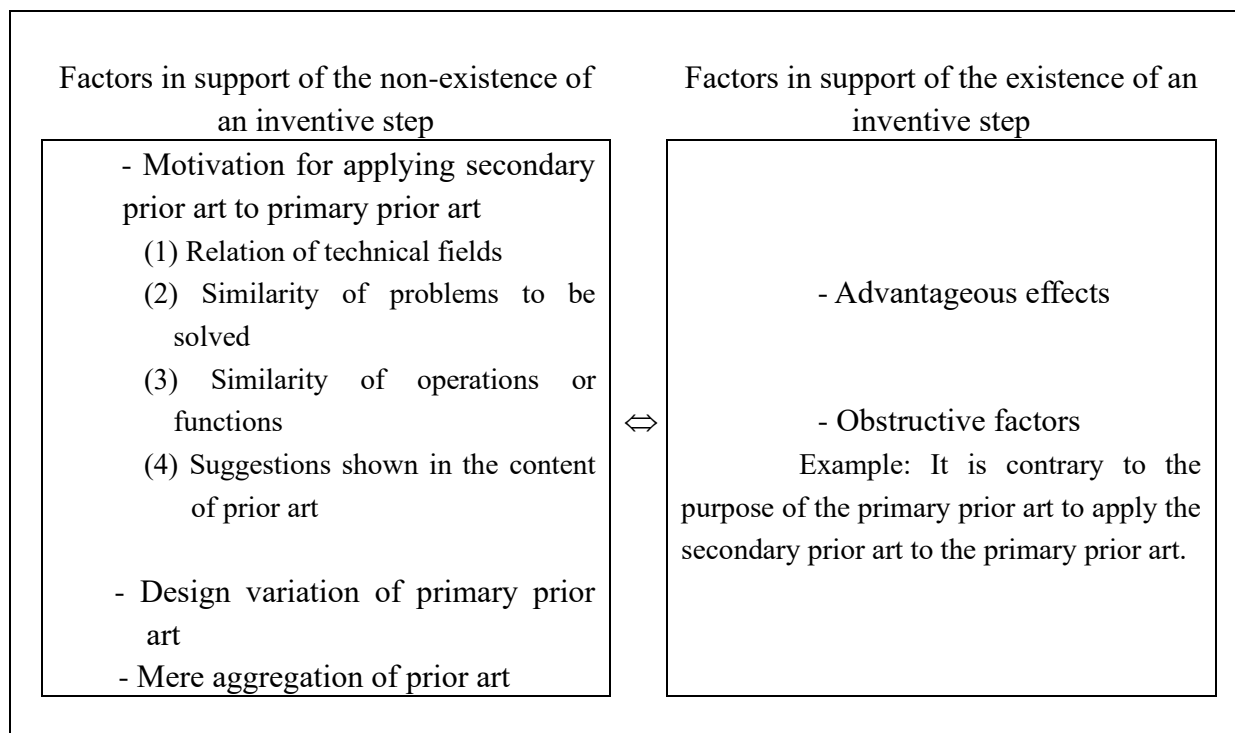 Factors in support of the non-existence of
an inventive step
- Motivation for applying secondary
prior art to primary prior art
(1) Relation of technical fields
(2) Similarity of problems to be
solved
(3) Similarity of operations or
functions
(4) Suggestions shown in the content
of prior art
- Design variation of primary prior
art
- Mere aggregation of prior art
⇔
Factors in support of the existence of an
inventive step
- Advantageous effects
- Obstructive factors
Example: It is contrary to the
purpose of the primary prior art to apply the
secondary prior art to the primary prior art.